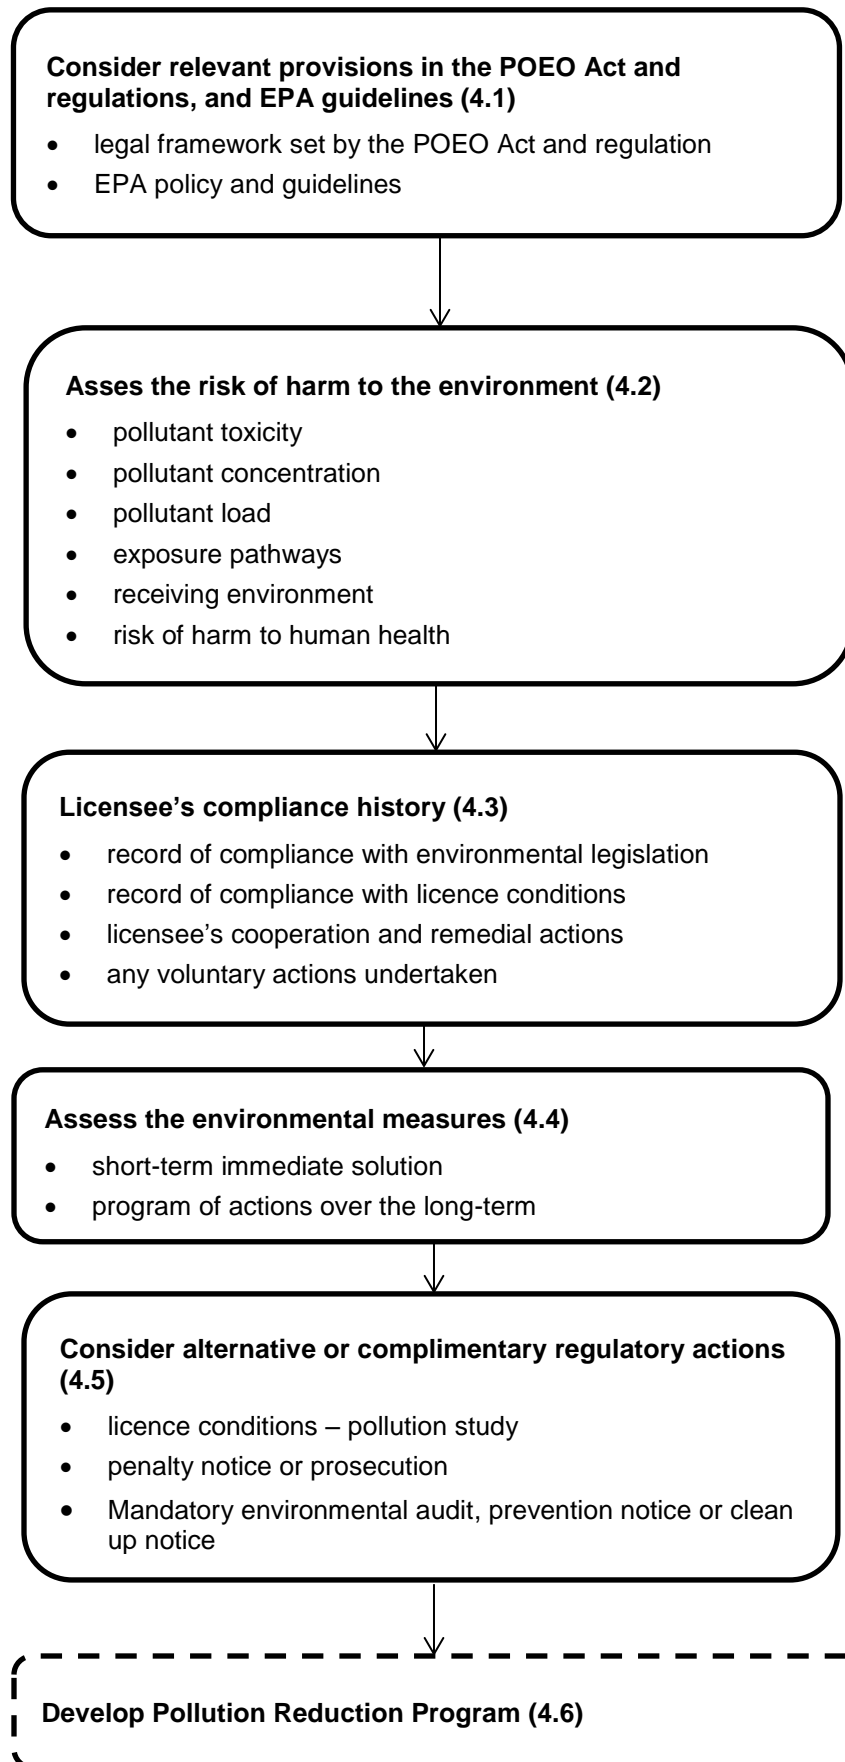 Consider relevant provisions in the POEO Act and
regulations, and EPA guidelines (4.1)
• legal framework set by the POEO Act and regulation
• EPA policy and guidelines
Asses the risk of harm to the environment (4.2)
• pollutant toxicity
• pollutant concentration
• pollutant load
• exposure pathways
• receiving environment
• risk of harm to human health
Licensee’s compliance history (4.3)
• record of compliance with environmental legislation
• record of compliance with licence conditions
• licensee’s cooperation and remedial actions
• any voluntary actions undertaken
Assess the environmental measures (4.4)
• short-term immediate solution
• program of actions over the long-term
Consider alternative or complimentary regulatory actions
(4.5)
• licence conditions – pollution study
• penalty notice or prosecution
• Mandatory environmental audit, prevention notice or clean
up notice
Develop Pollution Reduction Program (4.6)